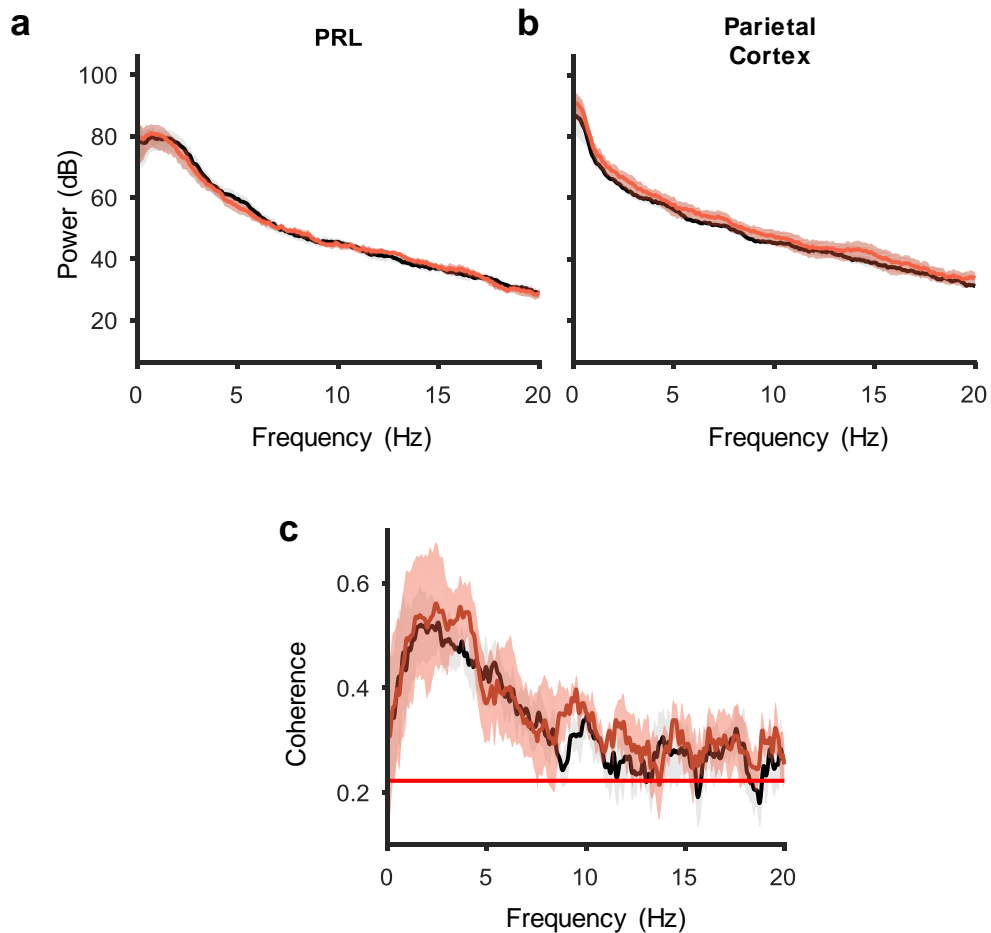 a
PRL
Power (dB)
100
80
60
40
20
0 5 10 15 20
Frequency (Hz)
b
Parietal
Cortex
0 5 10 15 20
Frequency (Hz)
c
Coherence
0.6
0.4
0.2
0 5 10 15 20
Frequency (Hz)